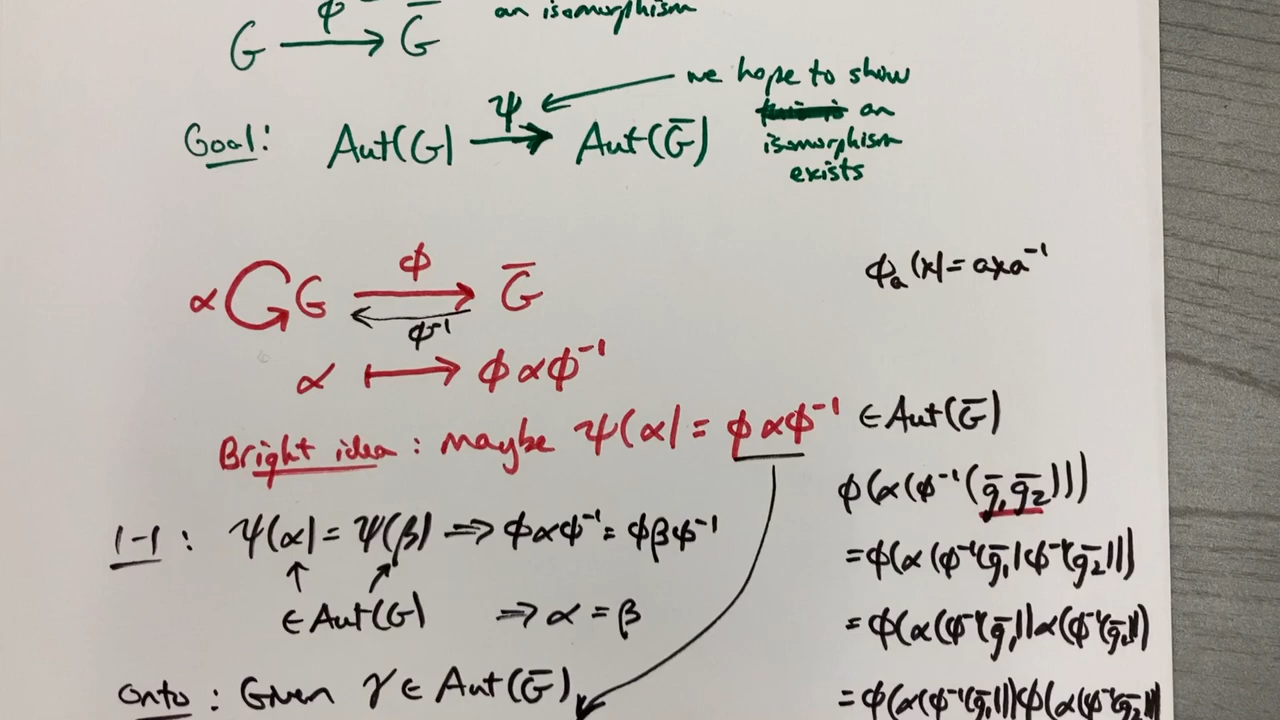 G ⟶ Ḡ an isomorphism
ϕ
Goal: Aut(G) ⟶ Aut(Ḡ)
ψ
we hope to show
an
isomorphism
exists
α G ⟶ Ḡ
ϕ
ϕ⁻¹
α ⟼ ϕαϕ⁻¹
Bright idea: Maybe ψ(α) = ϕαϕ⁻¹ ∈ Aut(Ḡ)
1-1: ψ(α) = ψ(β) ⟹ ϕαϕ⁻¹ = ϕβϕ⁻¹
∈ Aut(G) ⟹ α = β
Onto: Given γ ∈ Aut(Ḡ),
ϕₐ(x) = axa⁻¹
ϕ(α(ϕ⁻¹(ḡ₁ḡ₂)))
= ϕ(α(ϕ⁻¹(ḡ₁)ϕ⁻¹(ḡ₂)))
= ϕ(α(ϕ⁻¹(ḡ₁))α(ϕ⁻¹(ḡ₂)))
= ϕ(α(ϕ⁻¹(ḡ₁)))ϕ(α(ϕ⁻¹(ḡ₂)))